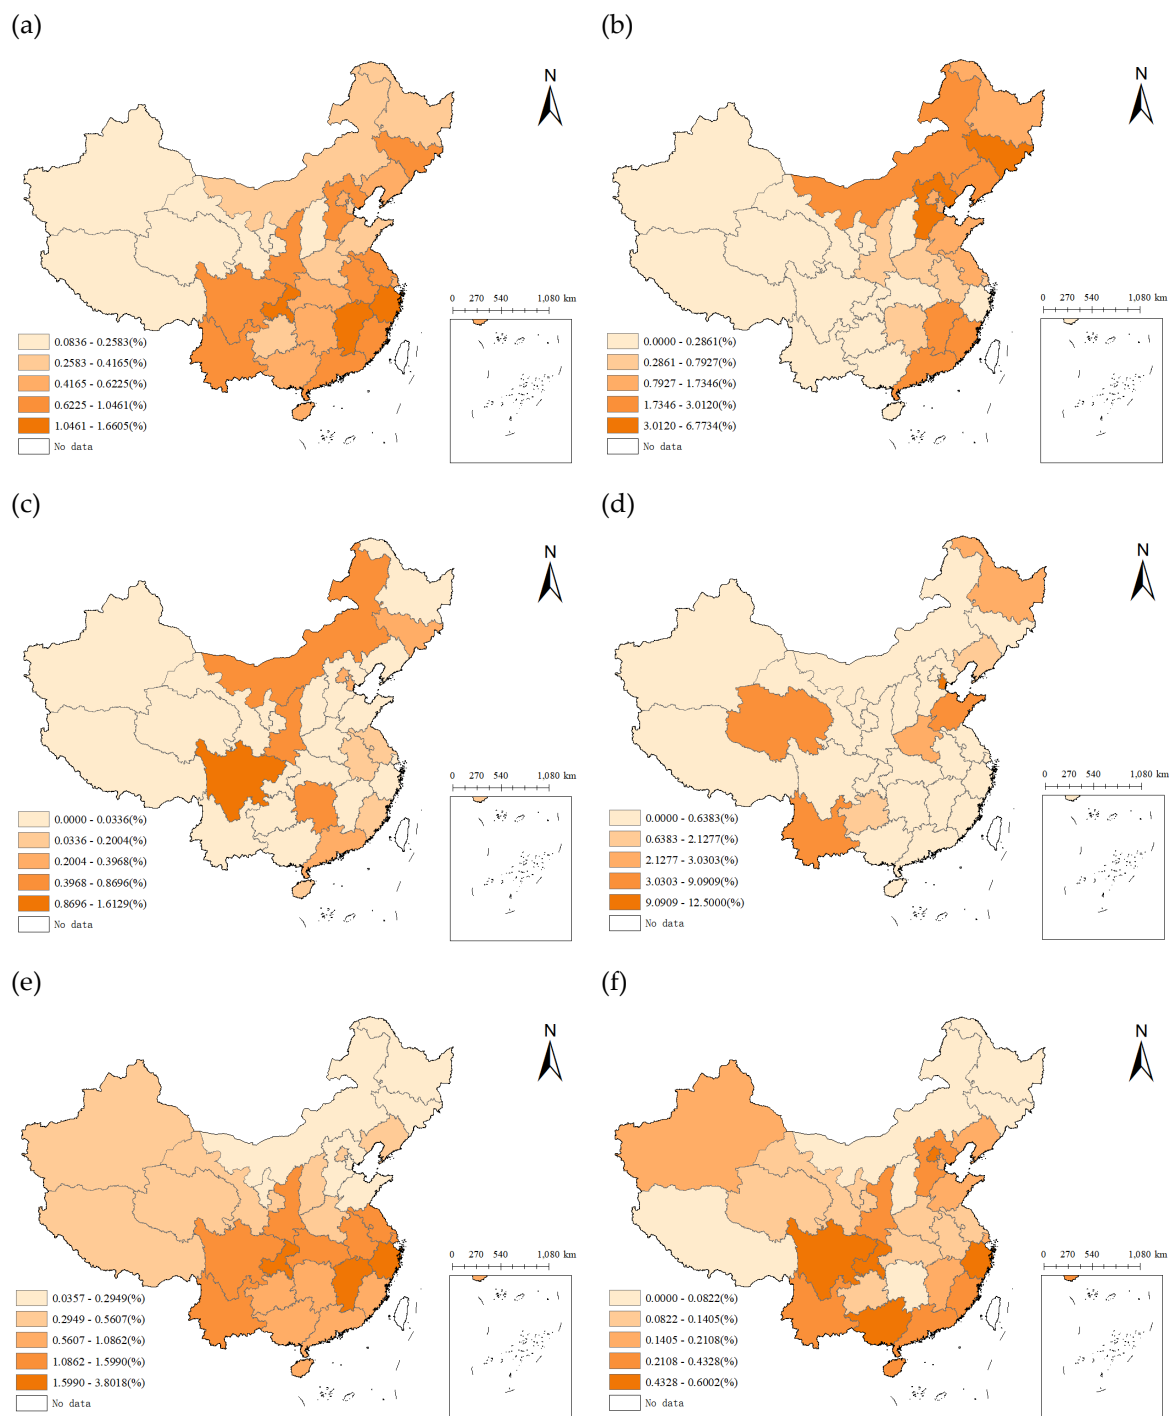 (a)
N
0 270 540 1,080 km
0.0836 - 0.2583(%)
0.2583 - 0.4165(%)
0.4165 - 0.6225(%)
0.6225 - 1.0461(%)
1.0461 - 1.6605(%)
No data
(b)
N
0 270 540 1,080 km
0.0000 - 0.2861(%)
0.2861 - 0.7927(%)
0.7927 - 1.7346(%)
1.7346 - 3.0120(%)
3.0120 - 6.7734(%)
No data
(c)
N
0 270 540 1,080 km
0.0000 - 0.0336(%)
0.0336 - 0.2004(%)
0.2004 - 0.3968(%)
0.3968 - 0.8696(%)
0.8696 - 1.6129(%)
No data
(d)
N
0 270 540 1,080 km
0.0000 - 0.6383(%)
0.6383 - 2.1277(%)
2.1277 - 3.0303(%)
3.0303 - 9.0909(%)
9.0909 - 12.5000(%)
No data
(e)
N
0 270 540 1,080 km
0.0357 - 0.2949(%)
0.2949 - 0.5607(%)
0.5607 - 1.0862(%)
1.0862 - 1.5990(%)
1.5990 - 3.8018(%)
No data
(f)
N
0 270 540 1,080 km
0.0000 - 0.0822(%)
0.0822 - 0.1405(%)
0.1405 - 0.2108(%)
0.2108 - 0.4328(%)
0.4328 - 0.6002(%)
No data